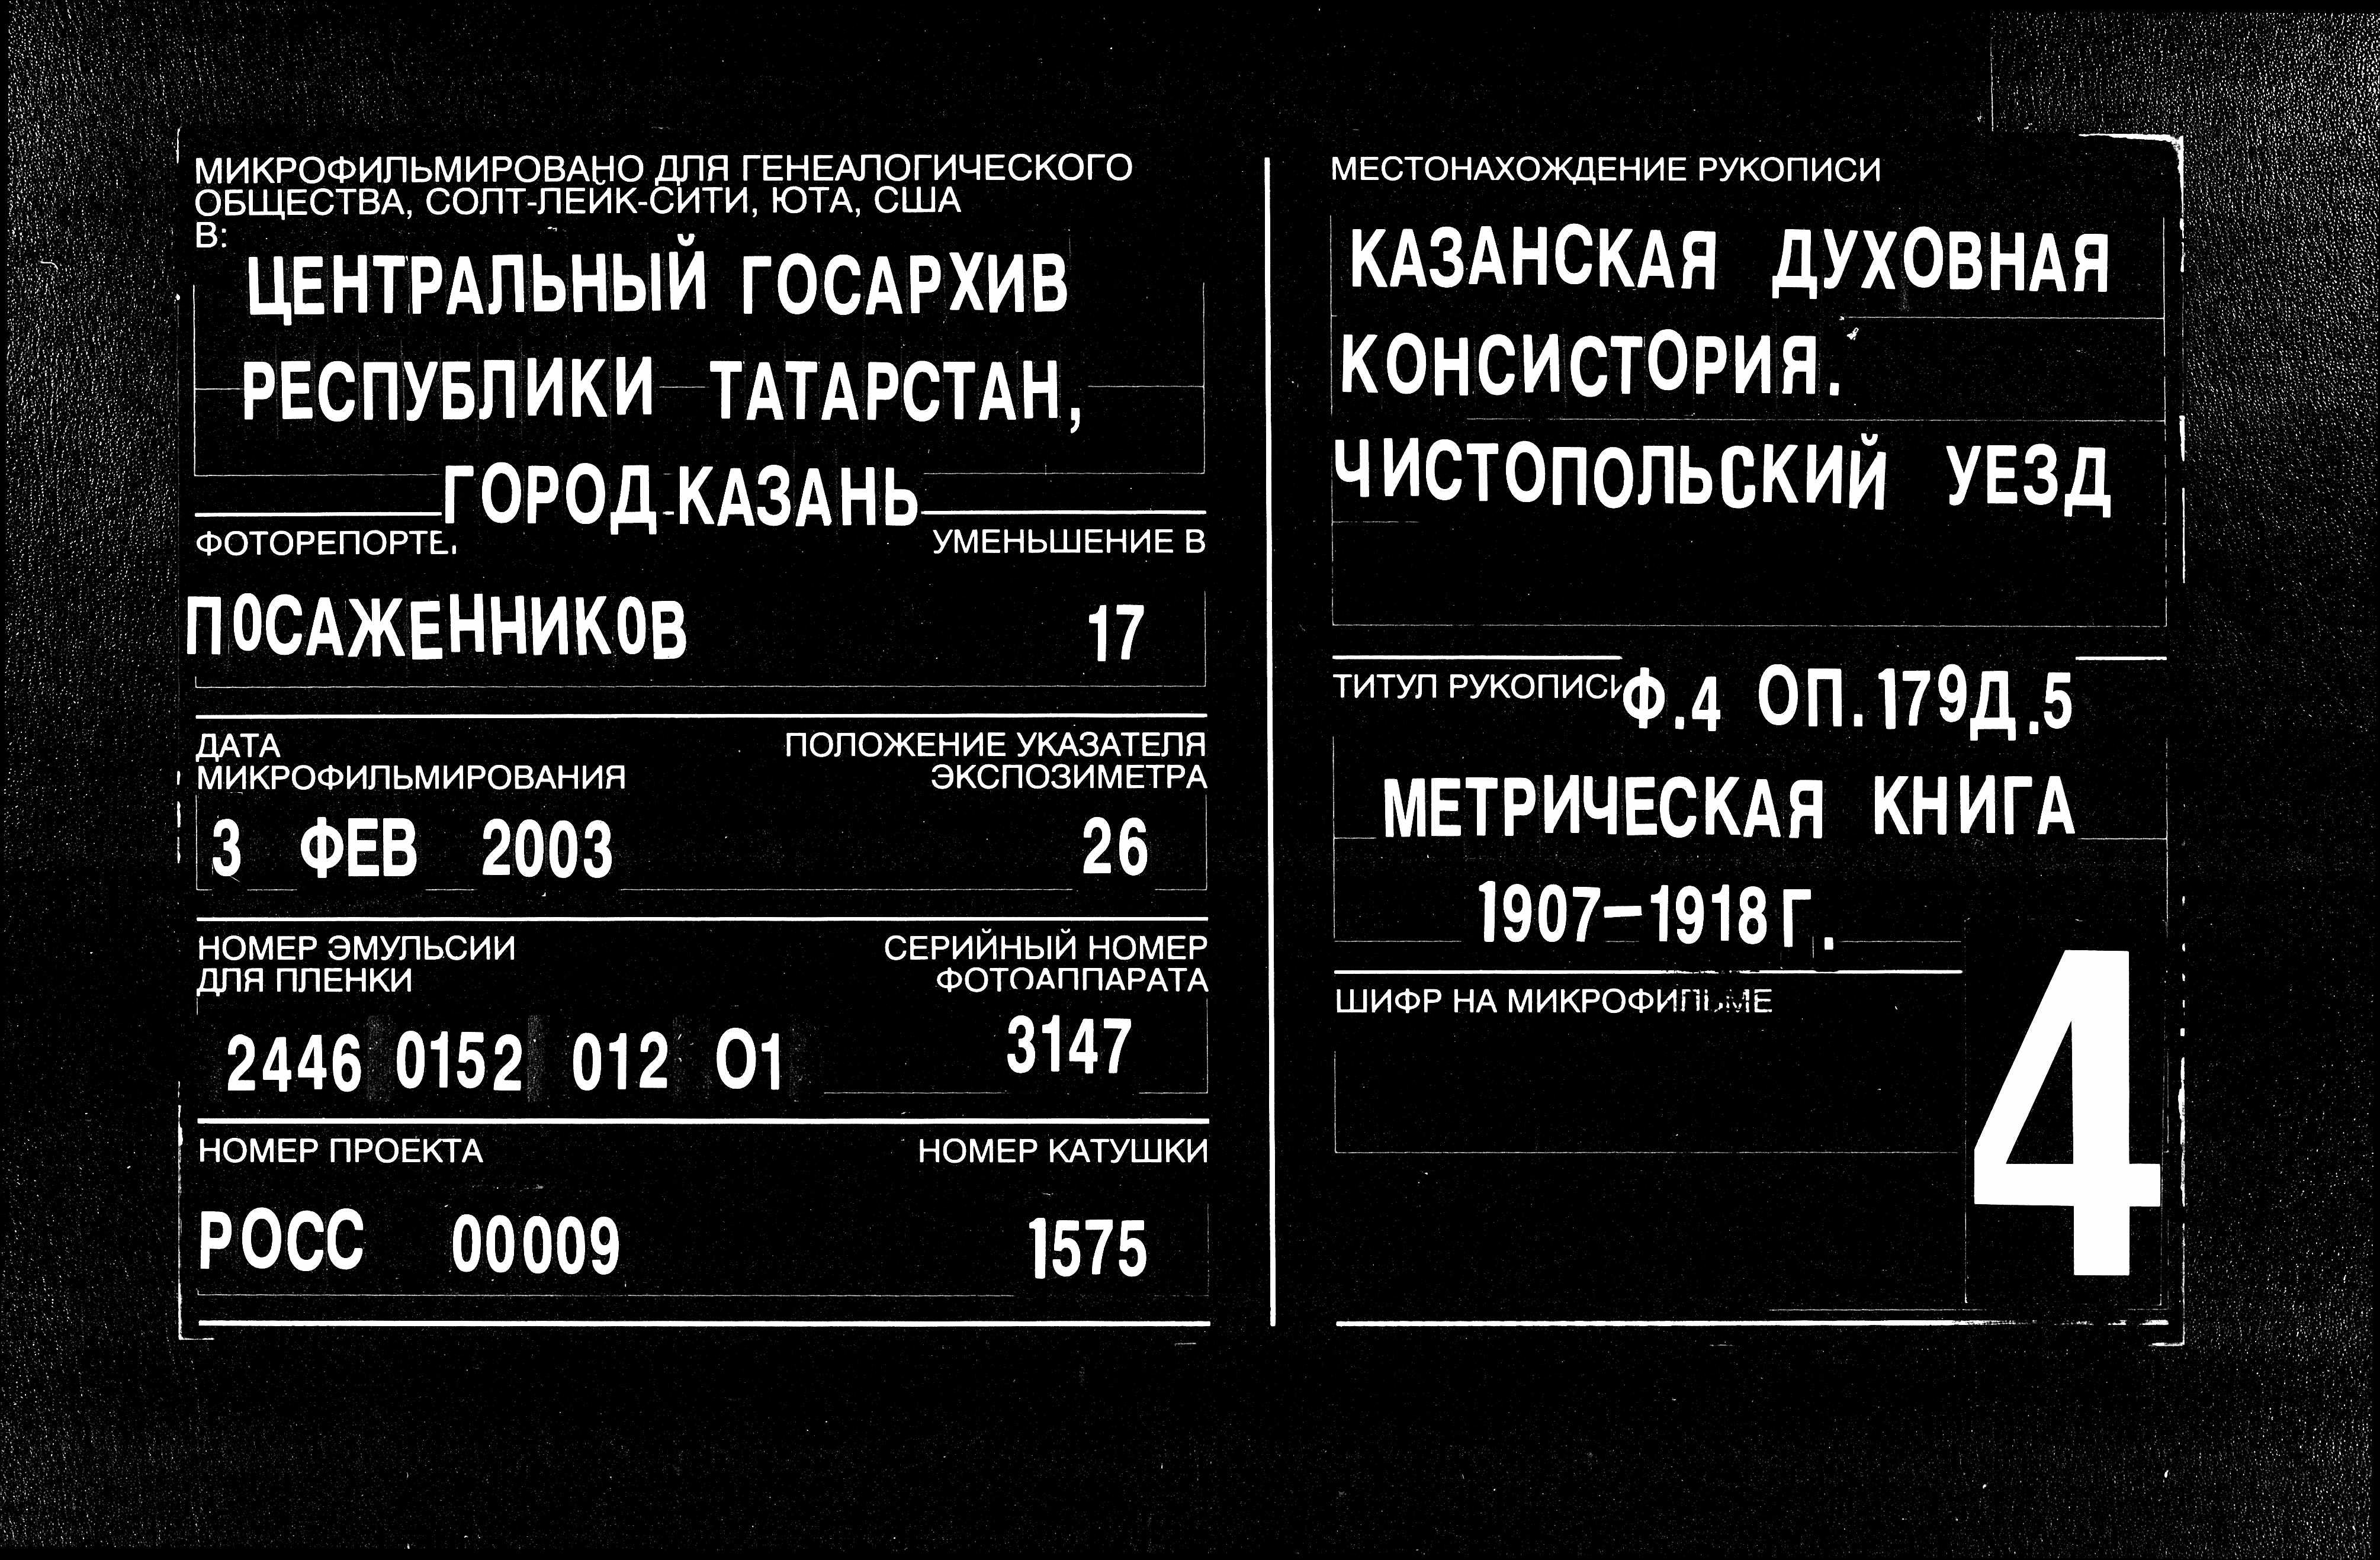 МИКРОФИЛЬМИРОВАНО ДЛЯ ГЕНЕАЛОГИЧЕСКОГО
ОБЩЕСТВА, СОЛТ-ЛЕЙК-СИТИ, ЮТА, США
В:
ЦЕНТРАЛЬНЫЙ ГОСАРХИВ
РЕСПУБЛИКИ ТАТАРСТАН,
ГОРОД КАЗАНЬ
ФОТОРЕПОРТЕ. УМЕНЬШЕНИЕ В
ПОСАЖЕННИКОВ 17
ДАТА ПОЛОЖЕНИЕ УКАЗАТЕЛЯ
МИКРОФИЛЬМИРОВАНИЯ ЭКСПОЗИМЕТРА
3 ФЕВ 2003 26
НОМЕР ЭМУЛЬСИИ СЕРИЙНЫЙ НОМЕР
ДЛЯ ПЛЕНКИ ФОТОАППАРАТА
2446 0152 012 01 3147
НОМЕР ПРОЕКТА НОМЕР КАТУШКИ
РОСС 00009 1575
МЕСТОНАХОЖДЕНИЕ РУКОПИСИ
КАЗАНСКАЯ ДУХОВНАЯ
КОНСИСТОРИЯ.
ЧИСТОПОЛЬСКИЙ УЕЗД
ТИТУЛ РУКОПИСИ Ф.4 ОП.179Д.5
МЕТРИЧЕСКАЯ КНИГА
1907-1918Г.
ШИФР НА МИКРОФИЛЬМЕ
4